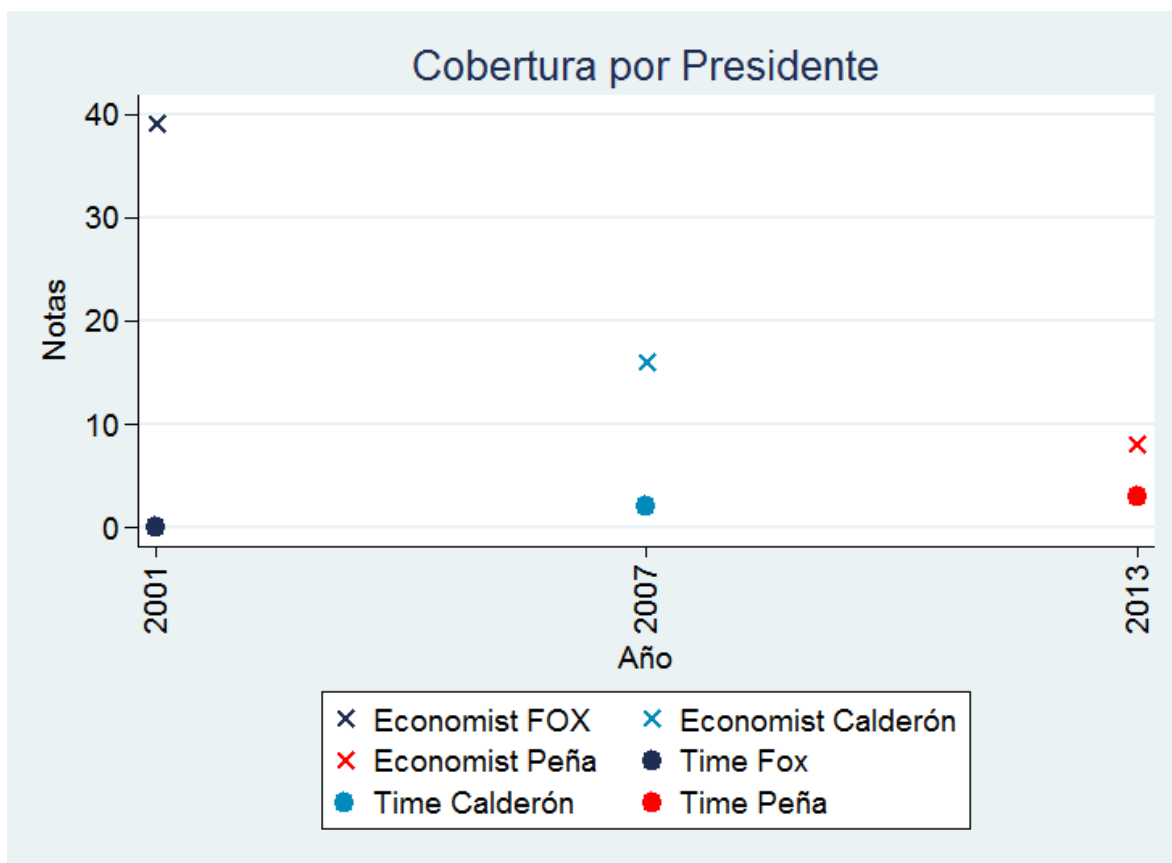 Cobertura por Presidente
40
30
20
10
0
Notas
2001
2007
2013
Año
Economist FOX
Economist Calderón
Economist Peña
Time Fox
Time Calderón
Time Peña